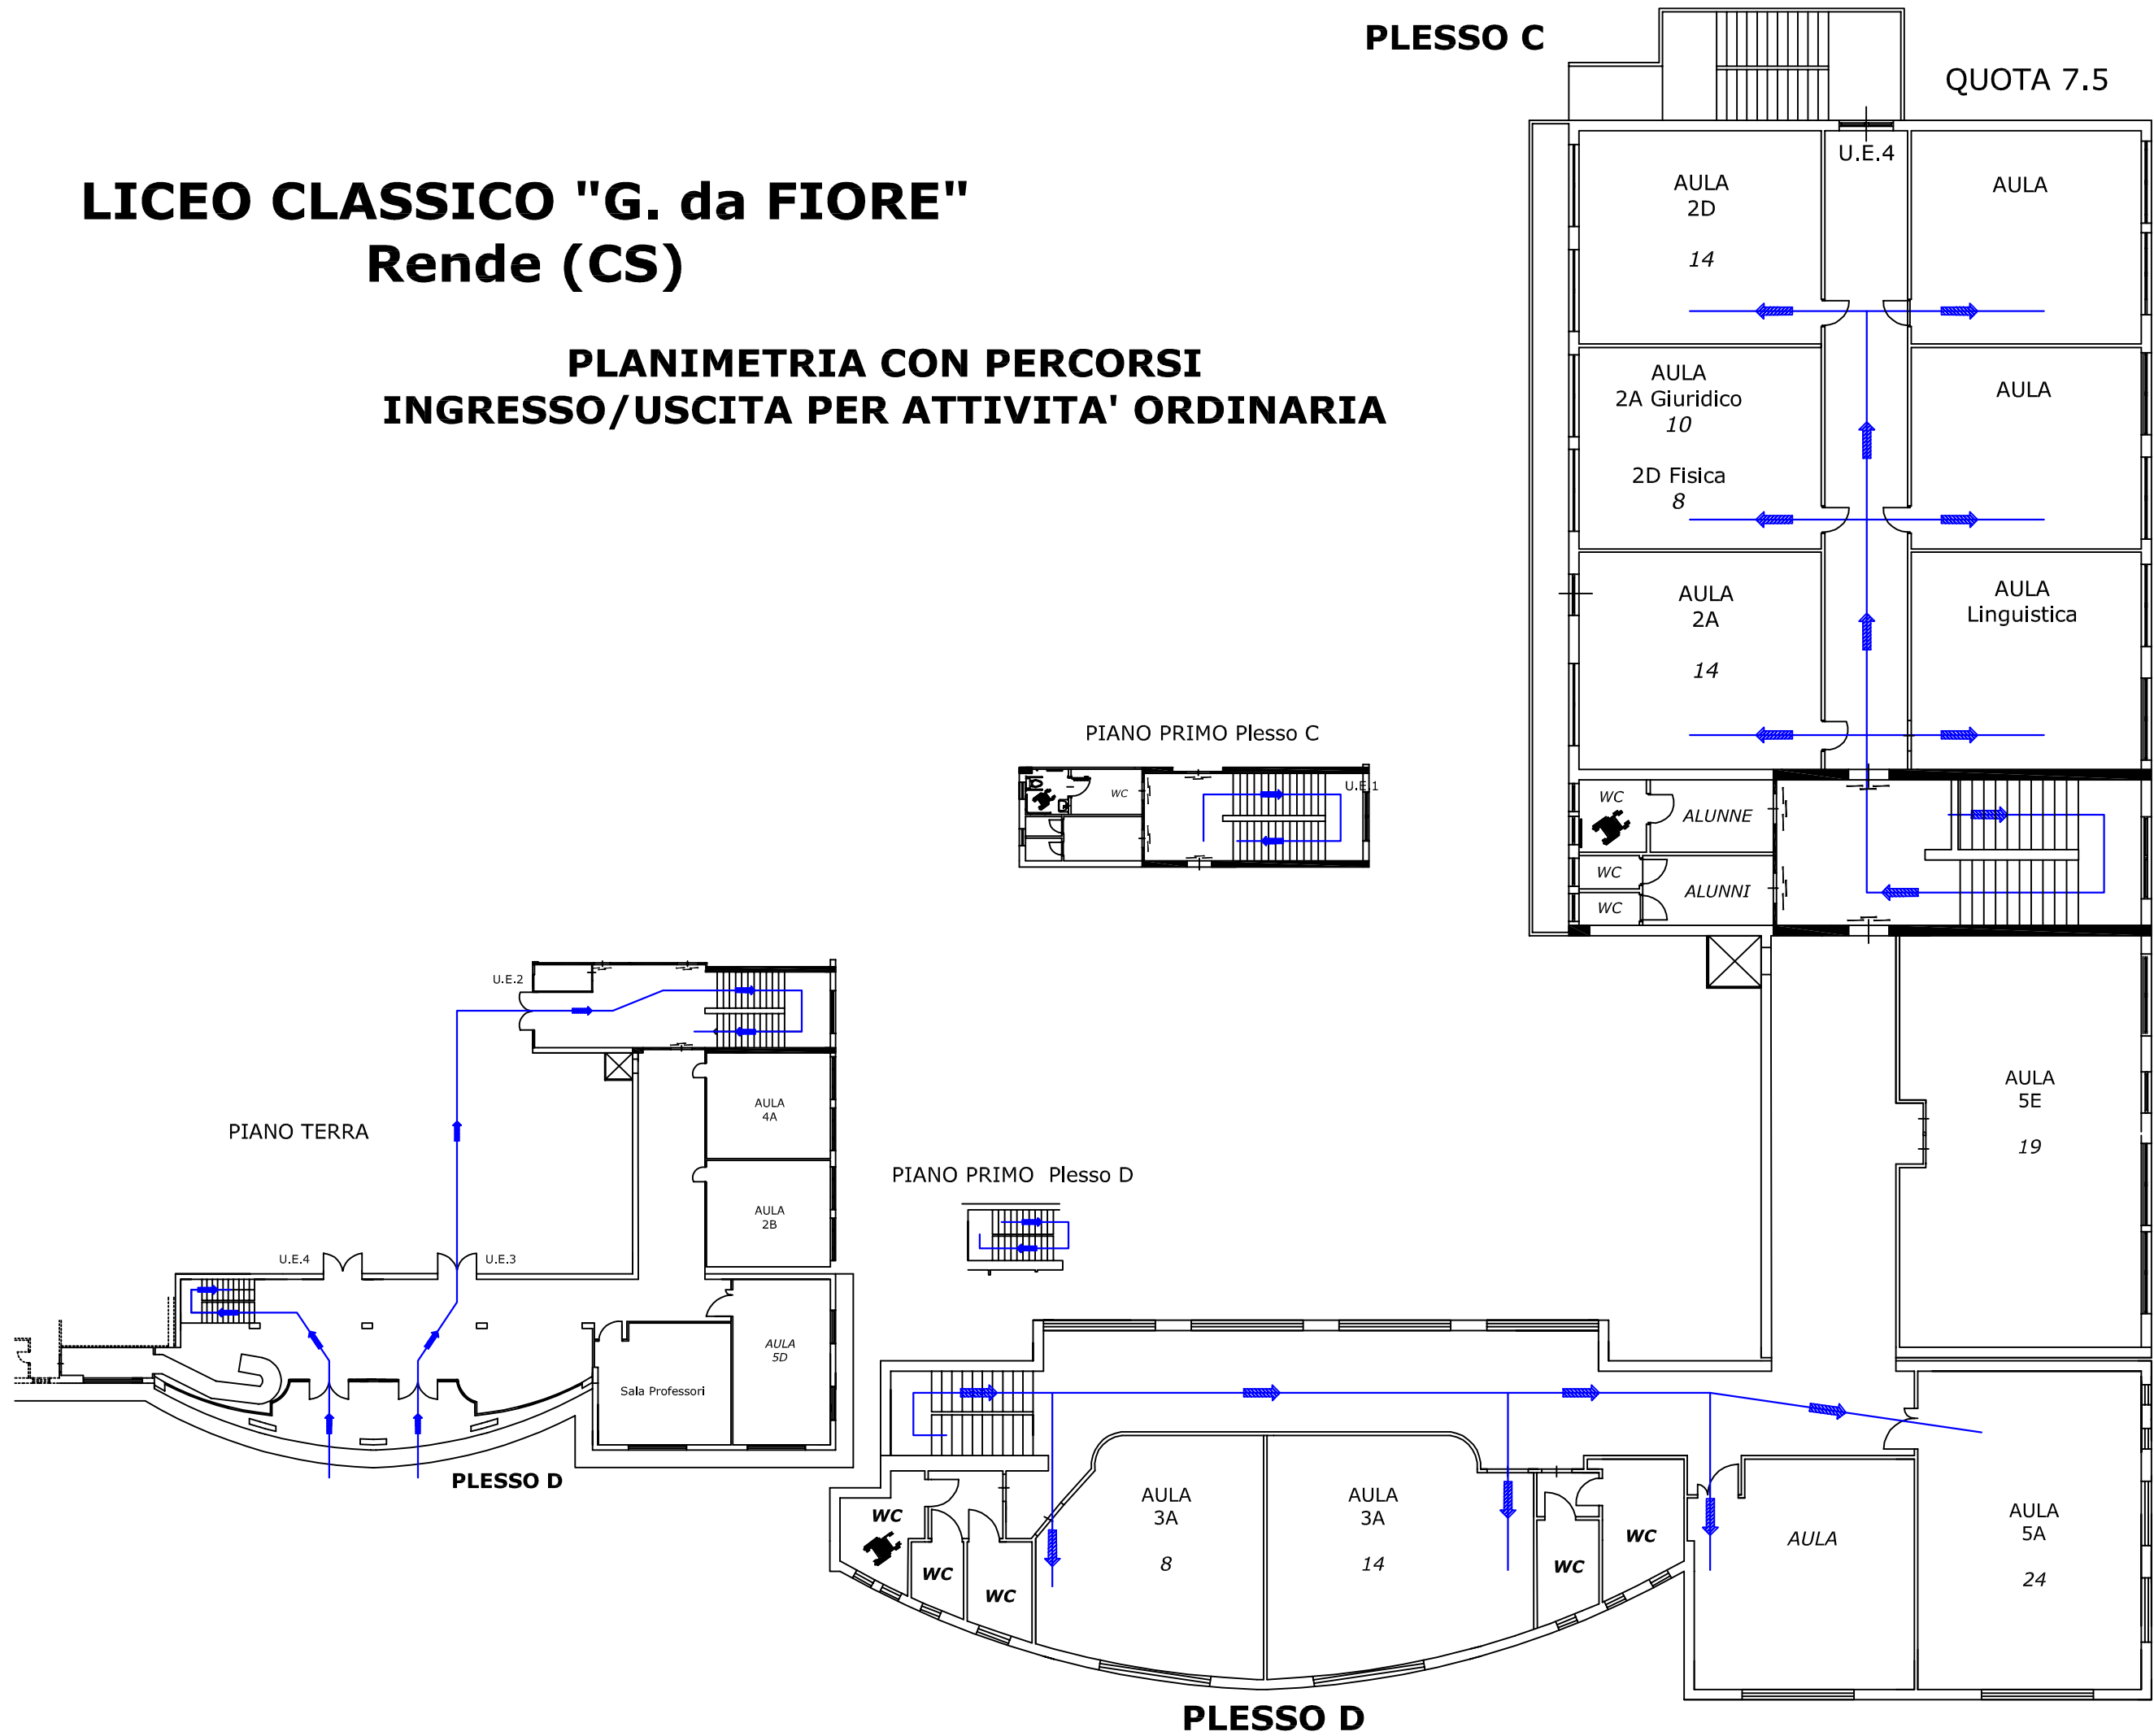 PLESSO C
QUOTA 7.5
LICEO CLASSICO "G. da FIORE"
Rende (CS)
PLANIMETRIA CON PERCORSI
INGRESSO/USCITA PER ATTIVITA' ORDINARIA
U.E.4
AULA
2D
14
AULA
AULA
2A Giuridico
10
2D Fisica
8
AULA
AULA
2A
14
AULA
Linguistica
WC
ALUNNE
WC
ALUNNI
WC
PIANO PRIMO Plesso C
WC
U.E.1
U.E.2
AULA
4A
AULA
2B
PIANO TERRA
U.E.4
U.E.3
AULA
5D
Sala Professori
PLESSO D
PIANO PRIMO  Plesso D
AULA
5E
19
WC
WC
WC
AULA
3A
8
AULA
3A
14
WC
WC
AULA
AULA
5A
24
PLESSO D